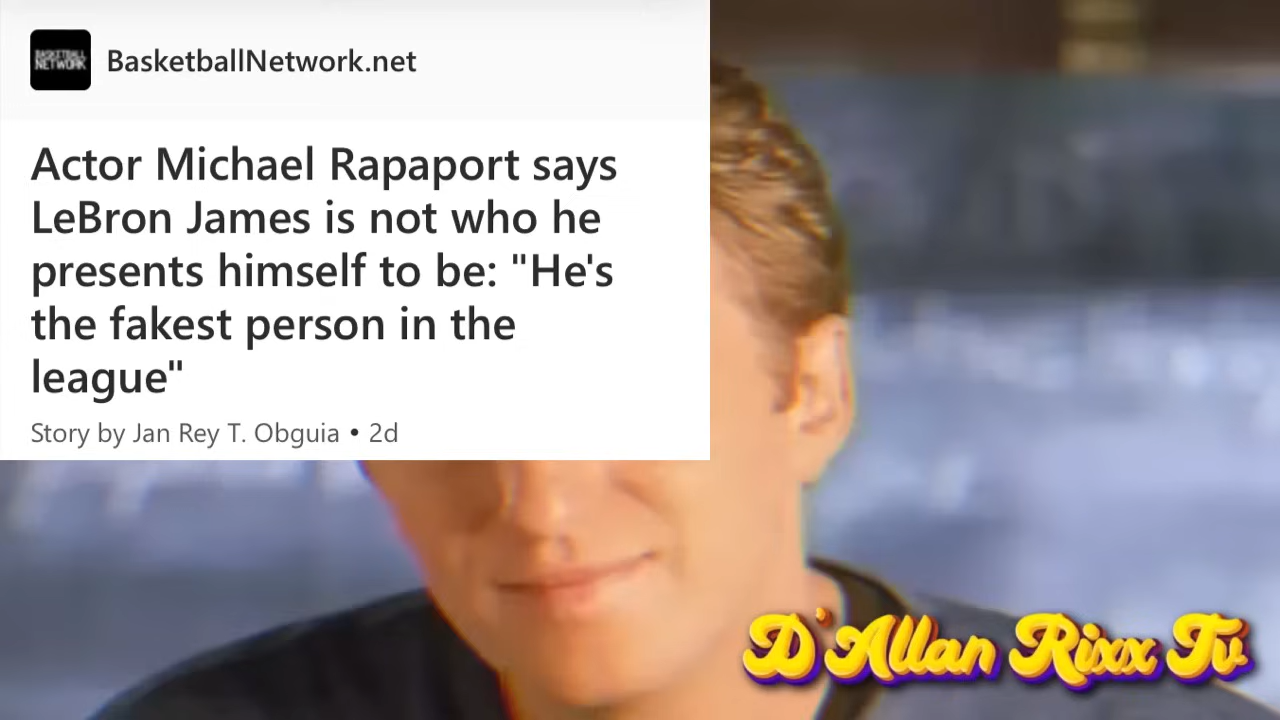 BASKETBALL
NETWORK
BasketballNetwork.net
Actor Michael Rapaport says
LeBron James is not who he
presents himself to be: "He's
the fakest person in the
league"
Story by Jan Rey T. Obguia • 2d
D'Allan Rixx Tv